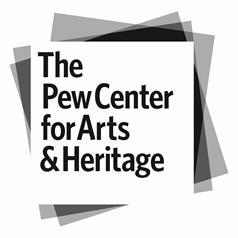 The
Pew Center
for Arts
& Heritage